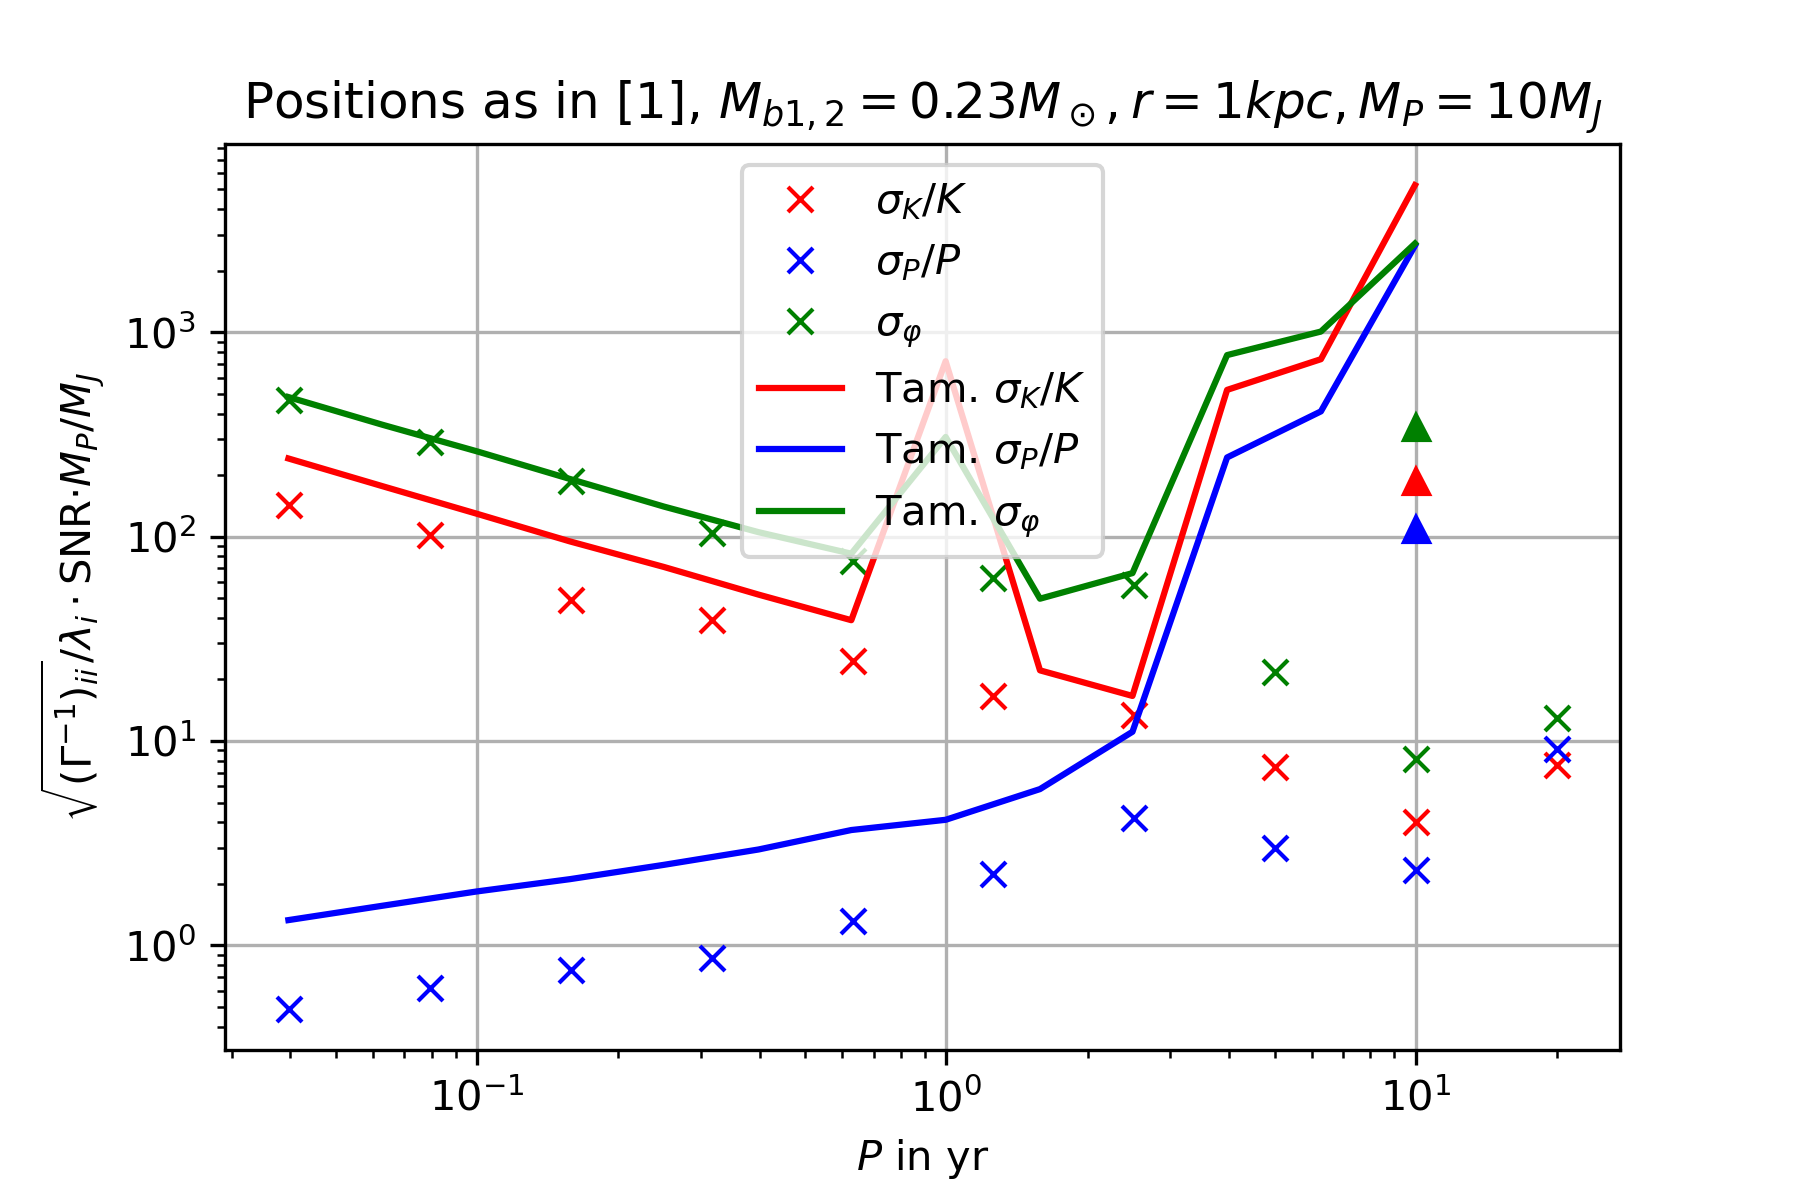 Positions as in [1], $M_{b1,2} = 0.23M_\odot, r = 1kpc, M_P = 10M_J$
$\sigma_K/K$
$\sigma_P/P$
$\sigma_\varphi$
Tam. $\sigma_K/K$
Tam. $\sigma_P/P$
Tam. $\sigma_\varphi$
$\sqrt{(\Gamma^{-1})_{ii}}/\lambda_i \cdot$ SNR$\cdot M_P/M_J$
$10^3$
$10^2$
$10^1$
$10^0$
$10^{-1}$ $10^0$ $10^1$
$P$ in yr